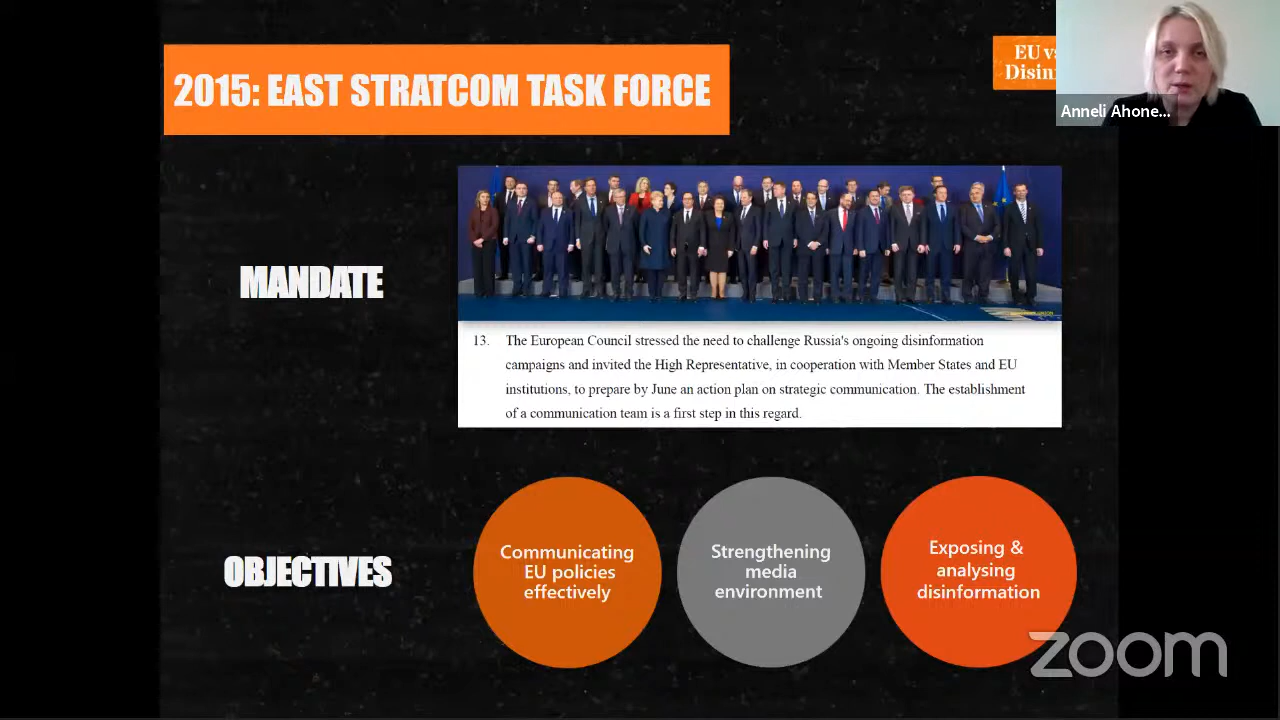 2015: EAST STRATCOM TASK FORCE
EU vs
Disin
Anneli Ahone...
MANDATE
13. The European Council stressed the need to challenge Russia's ongoing disinformation
campaigns and invited the High Representative, in cooperation with Member States and EU
institutions, to prepare by June an action plan on strategic communication. The establishment
of a communication team is a first step in this regard.
OBJECTIVES
Communicating
EU policies
effectively
Strengthening
media
environment
Exposing &
analysing
disinformation
zoom